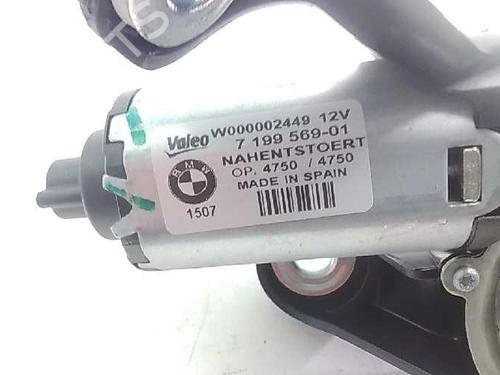 W000002449 12V
Valeo
7 199 569-01
NAHENTSTOERT
BMW
OP. 4750 / 4750
MADE IN SPAIN
1507